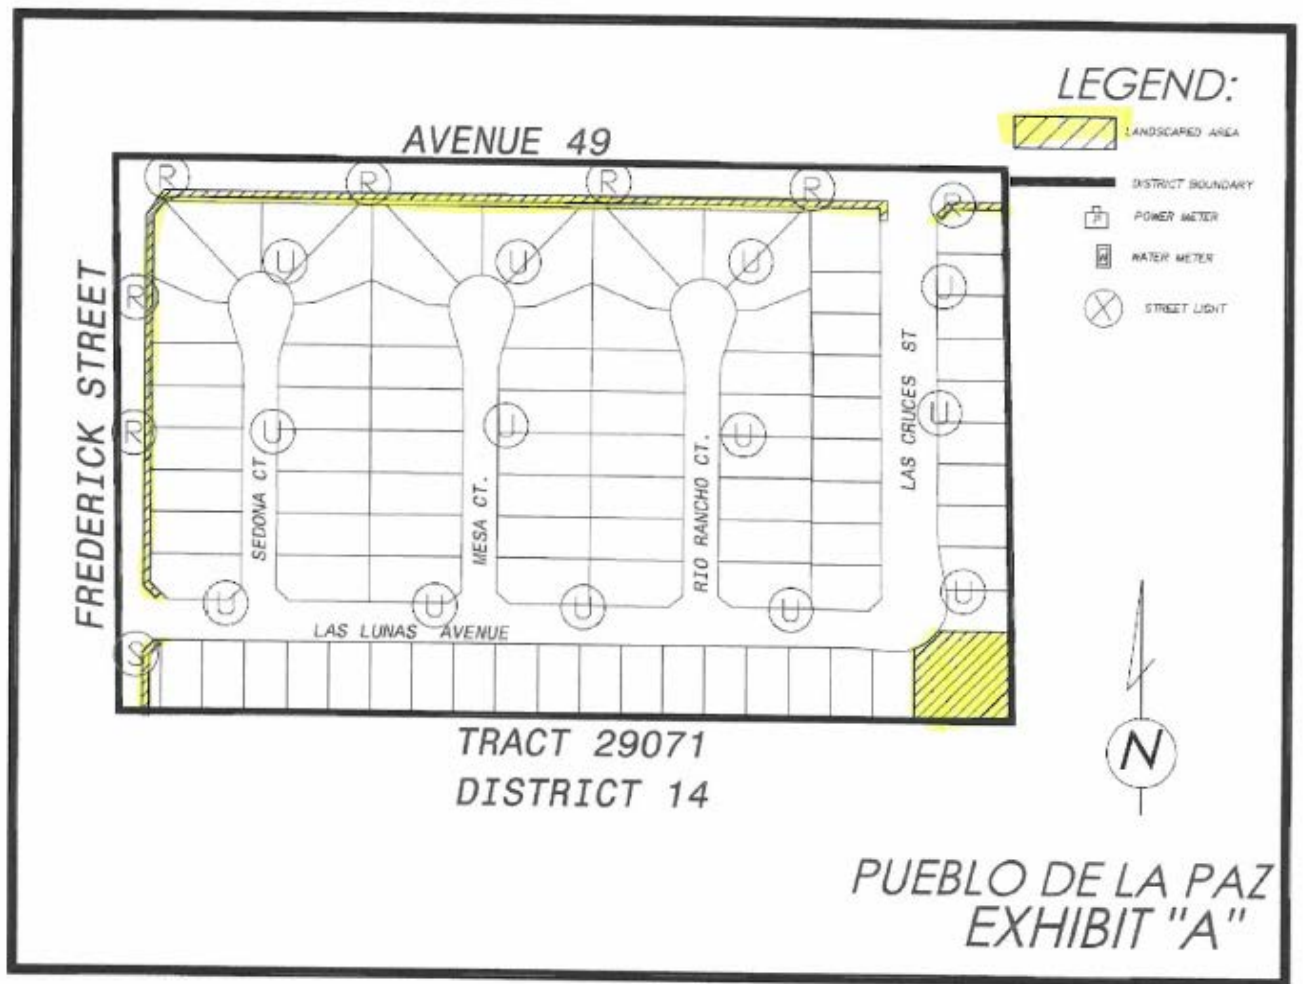 LEGEND:
LANDSCAPED AREA
DISTRICT BOUNDARY
P
POWER METER
W
WATER METER
X
STREET LIGHT
AVENUE 49
R
R
R
R
R
U
U
U
U
R
FREDERICK STREET
R
U
U
U
U
SEDONA CT
MESA CT.
RIO RANCHO CT.
LAS CRUCES ST
U
U
U
U
U
LAS LUNAS AVENUE
S
TRACT 29071
DISTRICT 14
N
PUEBLO DE LA PAZ
EXHIBIT "A"